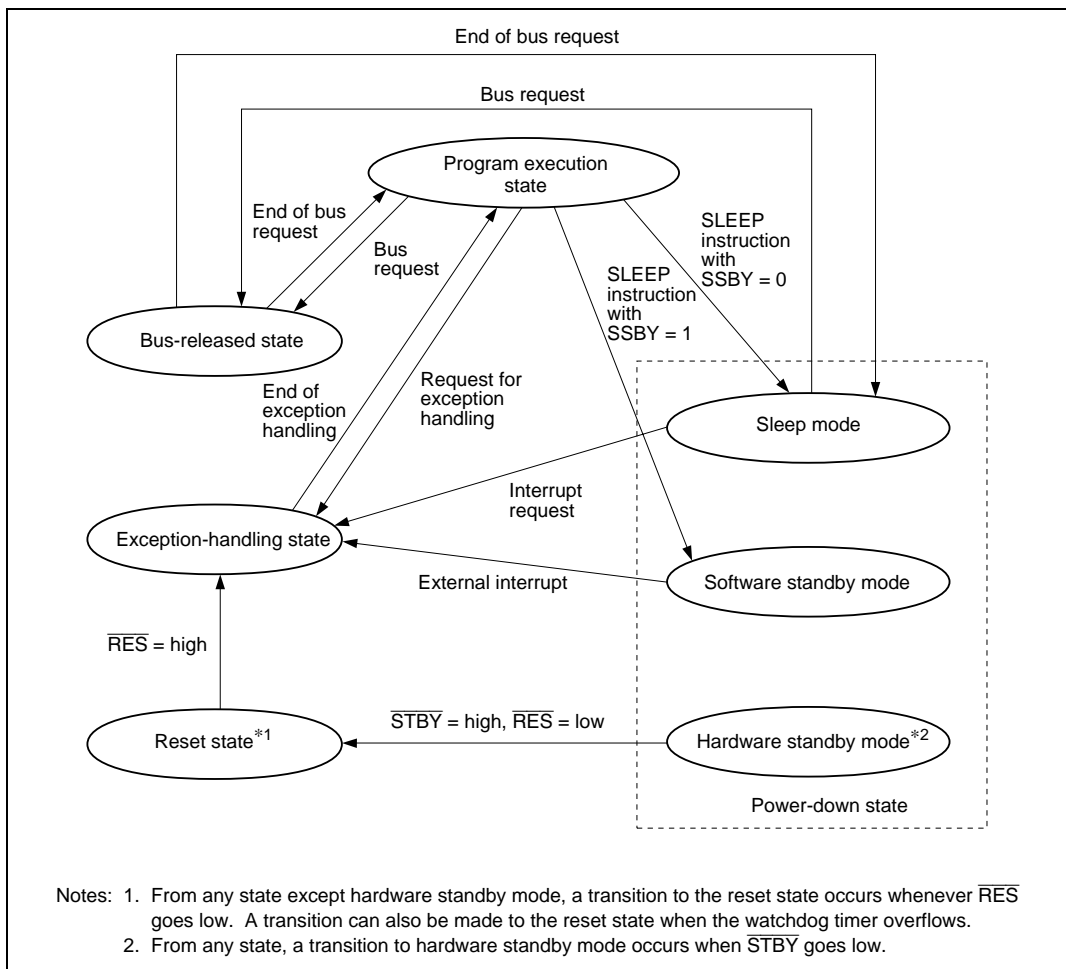 End of bus request
Bus request
Program execution
state
End of bus
request
Bus
request
SLEEP
instruction
with
SSBY = 0
SLEEP
instruction
with
SSBY = 1
Bus-released state
End of
exception
handling
Request for
exception
handling
Sleep mode
Interrupt
request
Exception-handling state
External interrupt
Software standby mode
R̅E̅S̅ = high
S̅T̅B̅Y̅ = high, R̅E̅S̅ = low
Reset state*1
Hardware standby mode*2
Power-down state
Notes: 1. From any state except hardware standby mode, a transition to the reset state occurs whenever R̅E̅S̅
goes low. A transition can also be made to the reset state when the watchdog timer overflows.
2. From any state, a transition to hardware standby mode occurs when S̅T̅B̅Y̅ goes low.